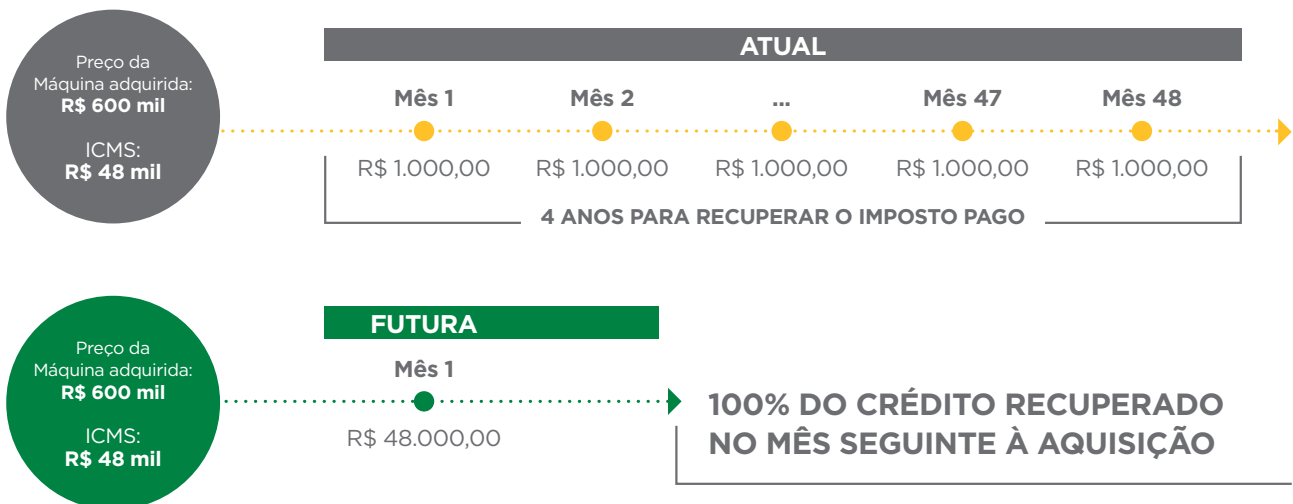 Preço da
Máquina adquirida:
R$ 600 mil
ICMS:
R$ 48 mil
ATUAL
Mês 1 Mês 2 ... Mês 47 Mês 48
R$ 1.000,00 R$ 1.000,00 R$ 1.000,00 R$ 1.000,00 R$ 1.000,00
4 ANOS PARA RECUPERAR O IMPOSTO PAGO
Preço da
Máquina adquirida:
R$ 600 mil
ICMS:
R$ 48 mil
FUTURA
Mês 1
R$ 48.000,00
100% DO CRÉDITO RECUPERADO
NO MÊS SEGUINTE À AQUISIÇÃO